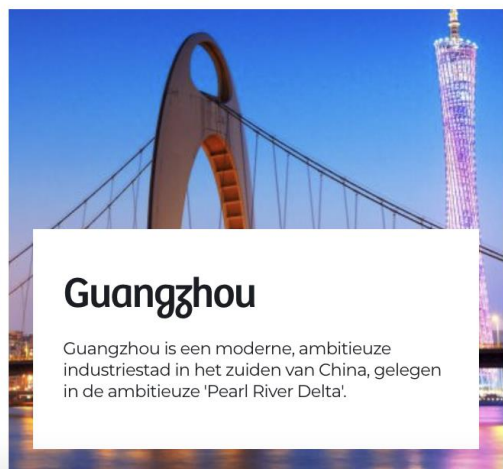 Guangzhou
Guangzhou is een moderne, ambitieuze
industriestad in het zuiden van China, gelegen
in de ambitieuze 'Pearl River Delta'.